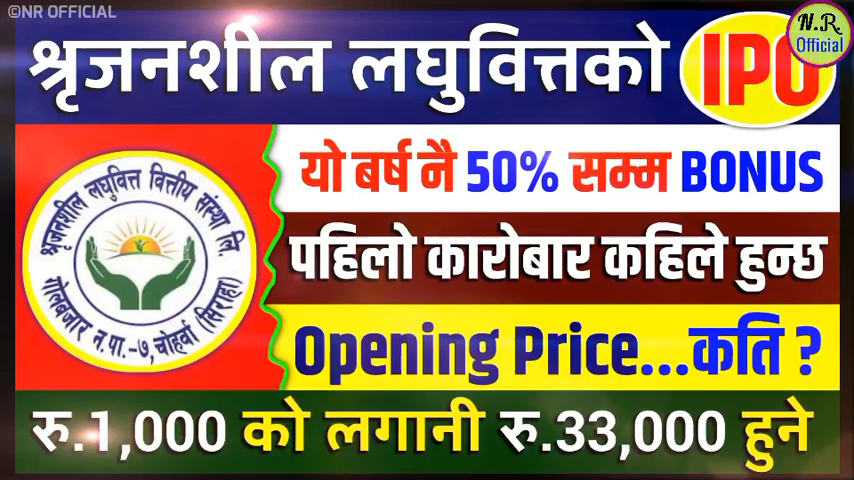 ©NR OFFICIAL
N.R.
Official
श्रृजनशील लघुवित्तको IPO
यो बर्ष नै 50% सम्म BONUS
श्रृजनशील लघुवित्त वित्तीय संस्था लि.
गोलबजार न.पा.-७, चोहर्वा (सिराहा)
पहिलो कारोबार कहिले हुन्छ
Opening Price...कति ?
रु.1,000 को लगानी रु.33,000 हुने